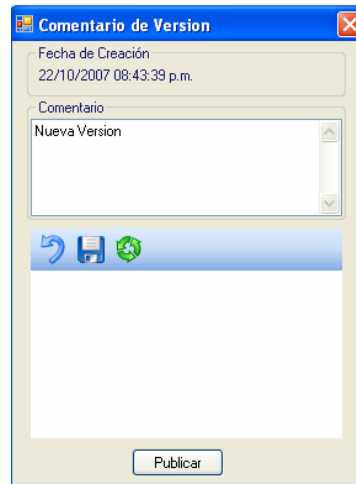 Comentario de Version
Fecha de Creación
22/10/2007 08:43:39 p.m.
Comentario
Nueva Version
Publicar